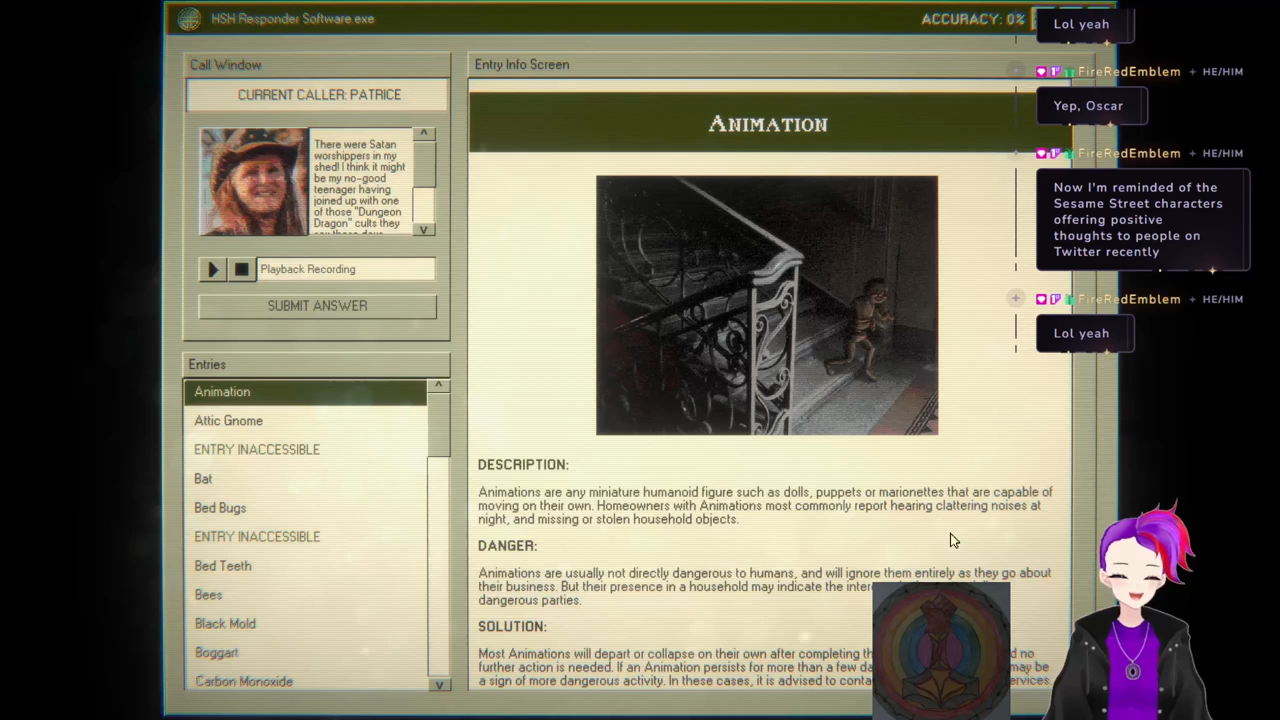 HSH Responder Software.exe
ACCURACY: 0%
Call Window
CURRENT CALLER: PATRICE
There were Satan
worshippers in my
shed! I think it might
be my no-good
teenager having
joined up with one
of those "Dungeon
Dragon" cults they
Playback Recording
SUBMIT ANSWER
Entries
Animation
Attic Gnome
ENTRY INACCESSIBLE
Bat
Bed Bugs
ENTRY INACCESSIBLE
Bed Teeth
Bees
Black Mold
Boggart
Carbon Monoxide
Entry Info Screen
ANIMATION
DESCRIPTION:
Animations are any miniature humanoid figure such as dolls, puppets or marionettes that are capable of
moving on their own. Homeowners with Animations most commonly report hearing clattering noises at
night, and missing or stolen household objects.
DANGER:
Animations are usually not directly dangerous to humans, and will ignore them entirely as they go about
their business. But their presence in a household may indicate the
dangerous parties.
SOLUTION:
Most Animations will depart or collapse on their own after completing
no
further action is needed. If an Animation persists for more than a few
may be
a sign of more dangerous activity. In these cases, it is advised to
Lol yeah
FireRedEmblem HE/HIM
Yep, Oscar
FireRedEmblem HE/HIM
Now I'm reminded of the
Sesame Street characters
offering positive
thoughts to people on
Twitter recently
FireRedEmblem HE/HIM
Lol yeah